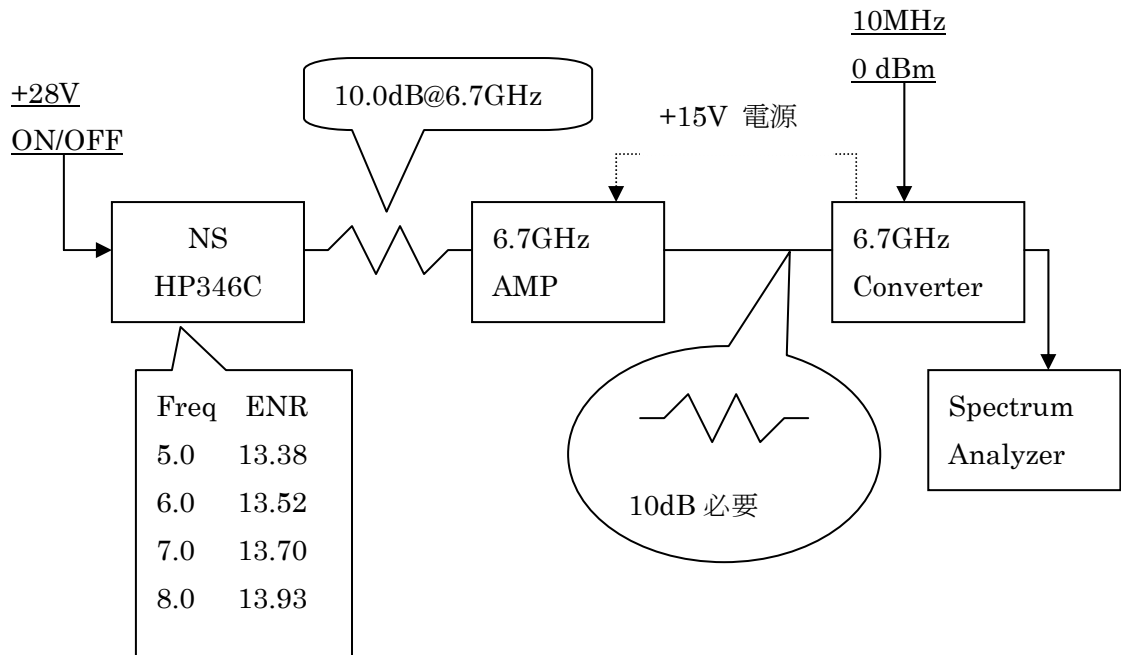 10MHz
0 dBm
+28V
ON/OFF
10.0dB@6.7GHz
+15V 電源
NS
HP346C
6.7GHz
AMP
6.7GHz
Converter
Freq ENR
5.0 13.38
6.0 13.52
7.0 13.70
8.0 13.93
10dB 必要
Spectrum
Analyzer